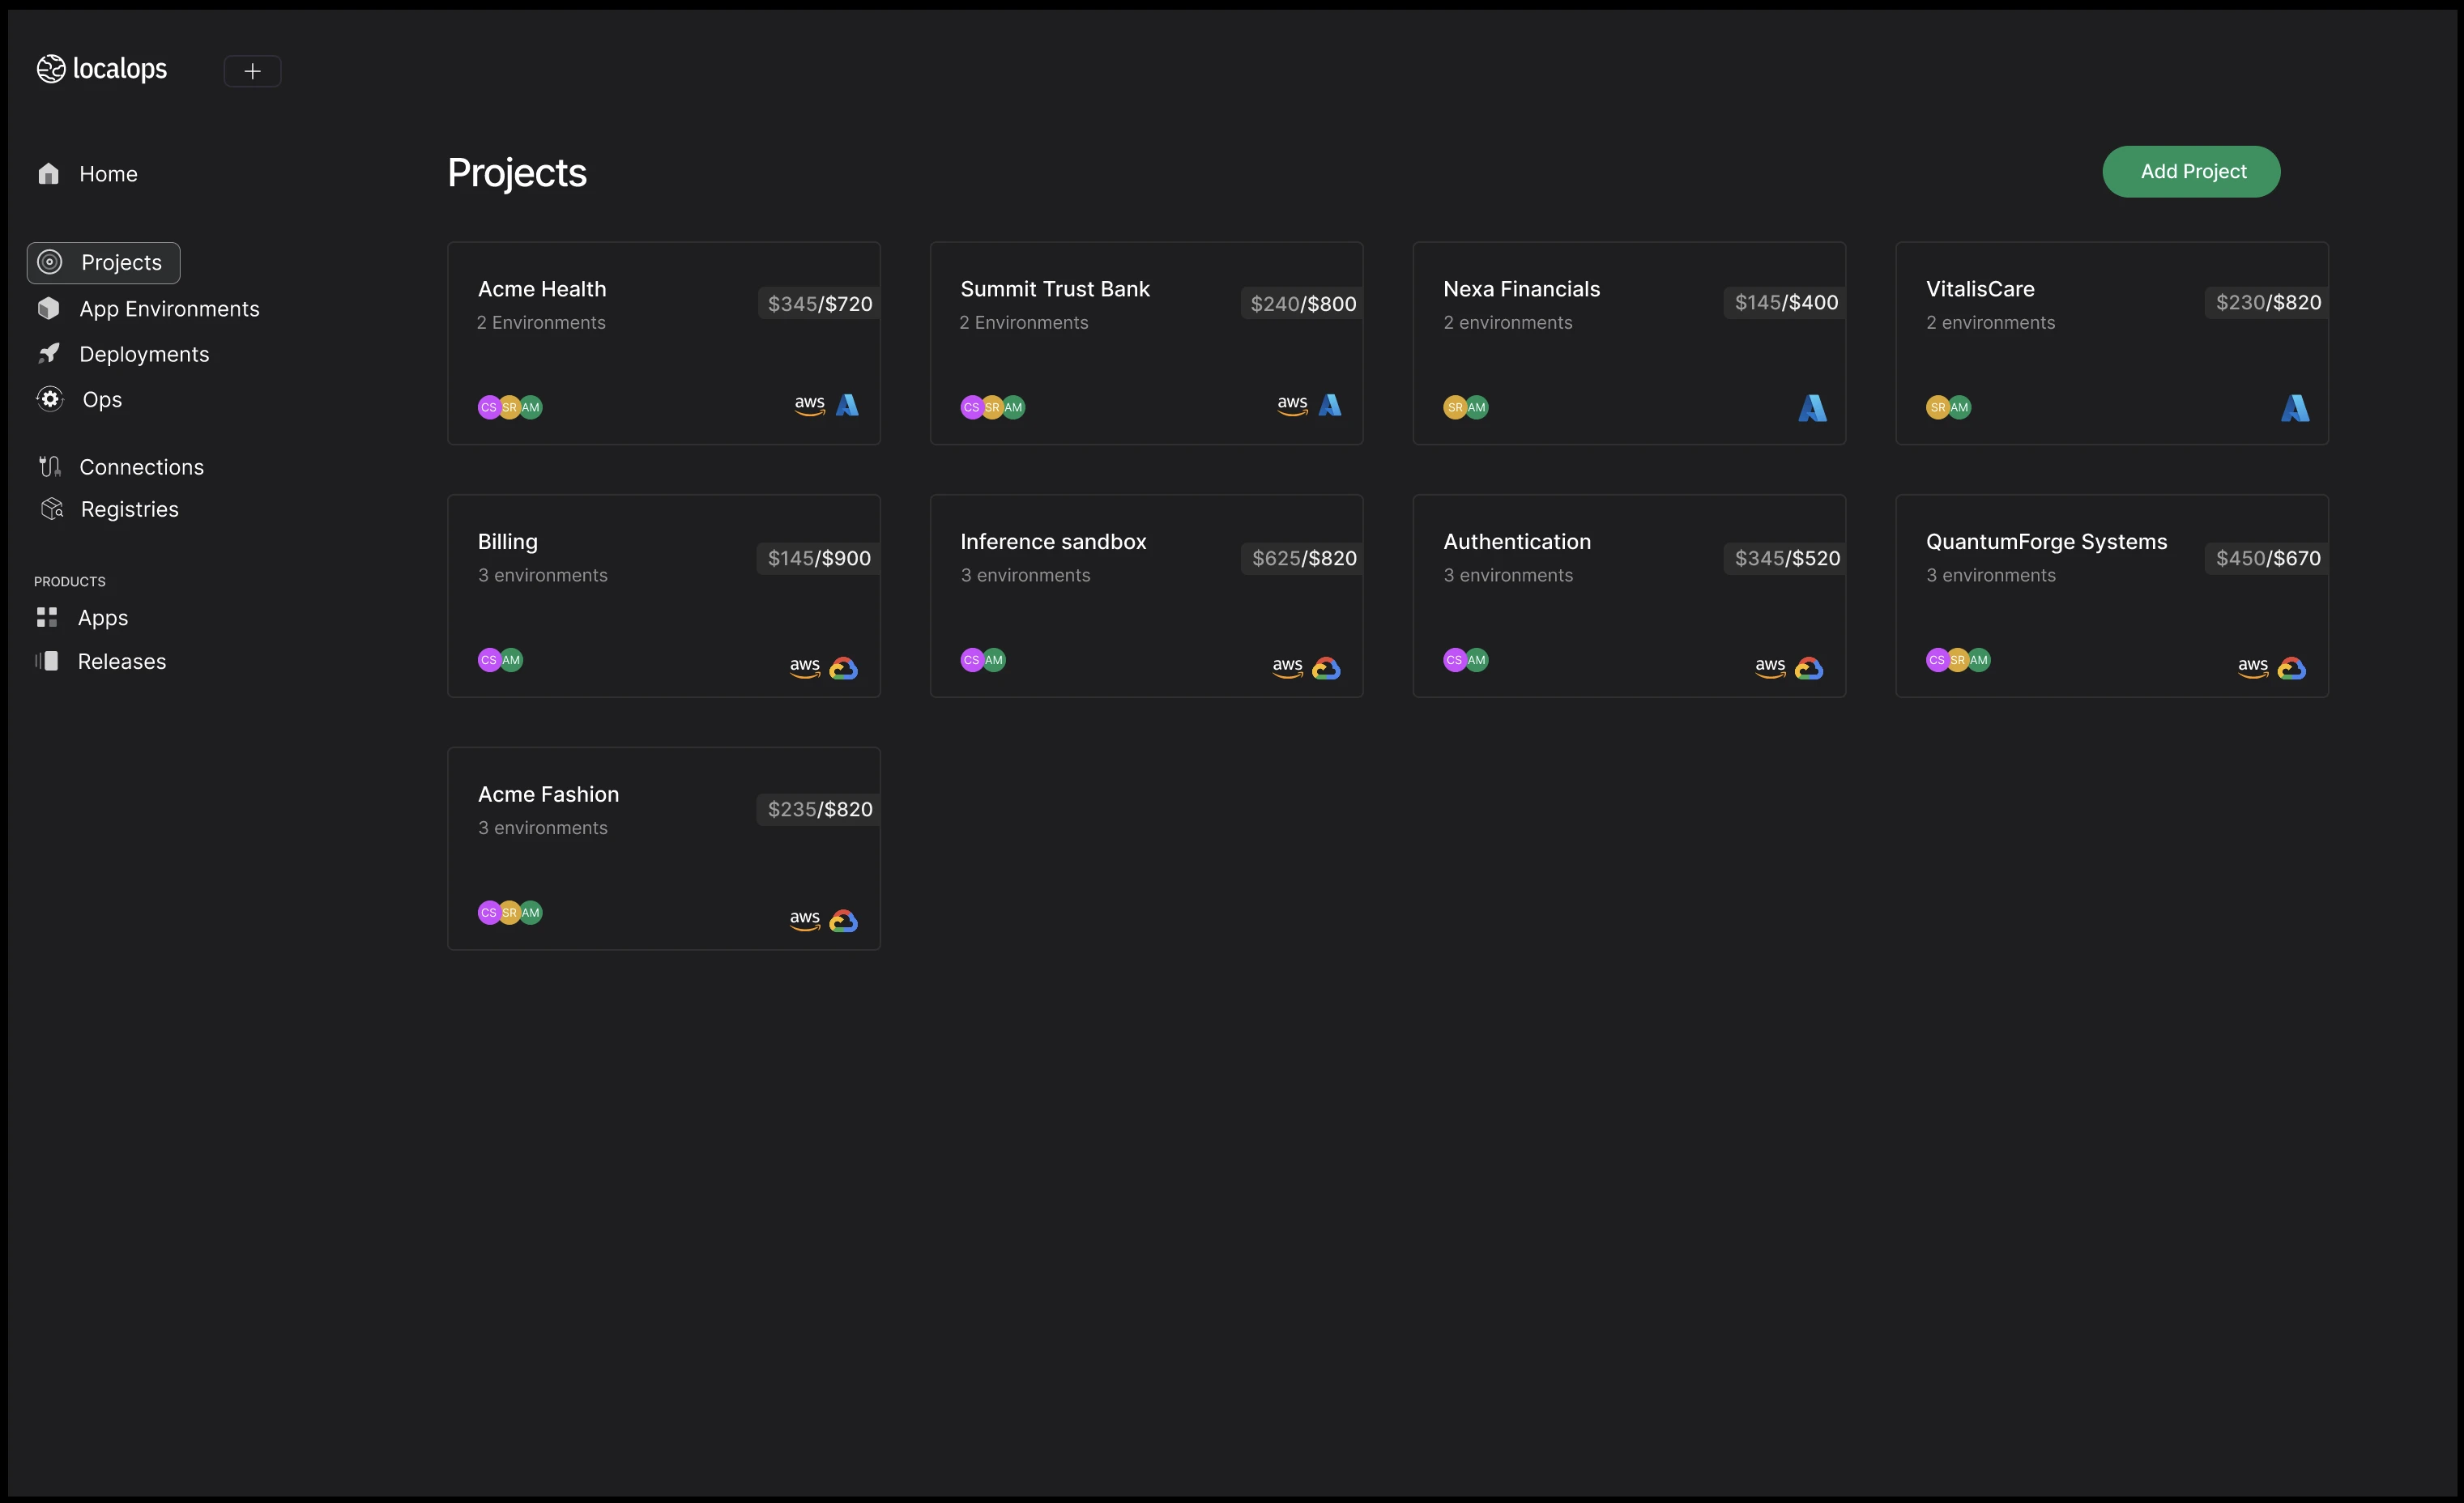 localops
+
Home
Projects
App Environments
Deployments
Ops
Connections
Registries
PRODUCTS
Apps
Releases
Projects
Add Project
Acme Health
$345/$720
2 Environments
CS SR AM
aws
Summit Trust Bank
$240/$800
2 Environments
CS SR AM
aws
Nexa Financials
$145/$400
2 environments
SR AM
VitalisCare
$230/$820
2 environments
SR AM
Billing
$145/$900
3 environments
CS AM
aws
Inference sandbox
$625/$820
3 environments
CS AM
aws
Authentication
$345/$520
3 environments
CS AM
aws
QuantumForge Systems
$450/$670
3 environments
CS SR AM
aws
Acme Fashion
$235/$820
3 environments
CS SR AM
aws